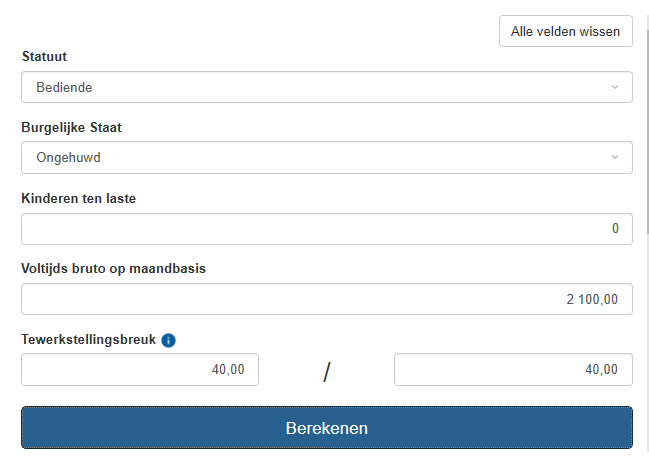 Alle velden wissen
Statuut
Bediende
Burgelijke Staat
Ongehuwd
Kinderen ten laste
0
Voltijds bruto op maandbasis
2 100,00
Tewerkstellingsbreuk i
40,00 / 40,00
Berekenen